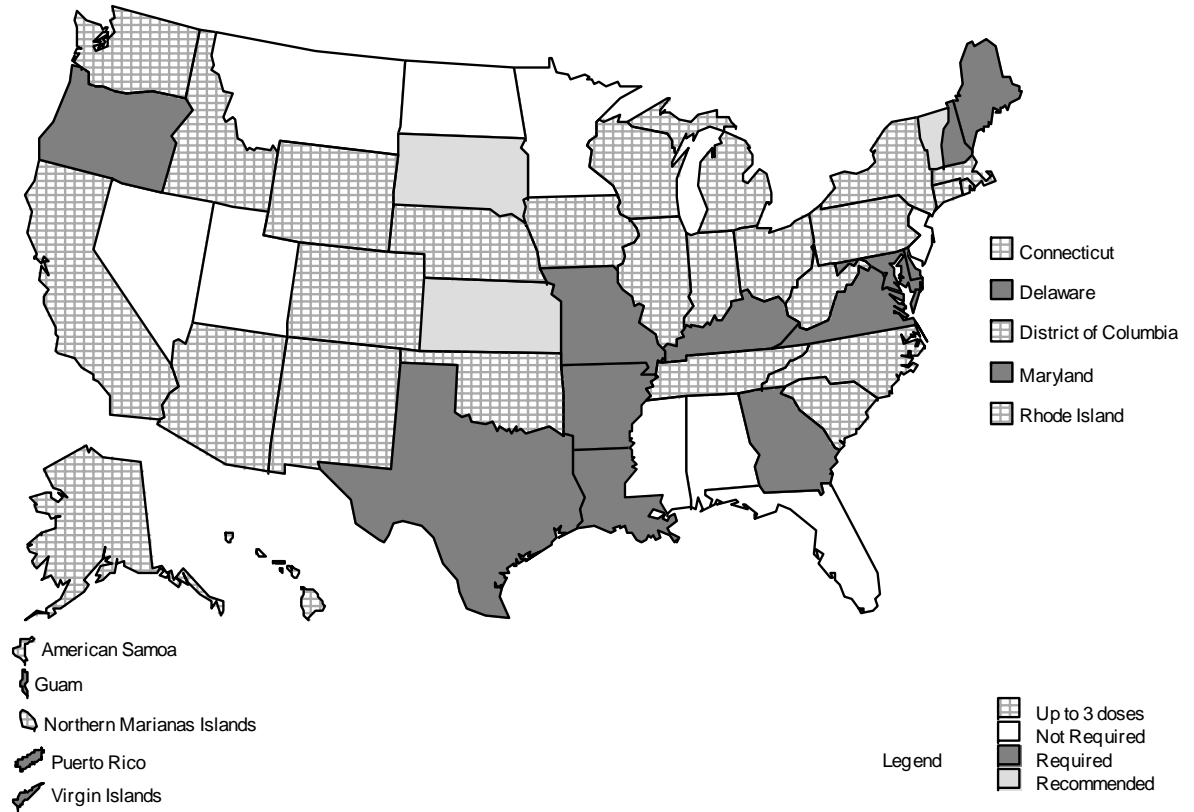 Connecticut
Delaware
District of Columbia
Maryland
Rhode Island
American Samoa
Guam
Northern Marianas Islands
Puerto Rico
Virgin Islands
Legend
Up to 3 doses
Not Required
Required
Recommended